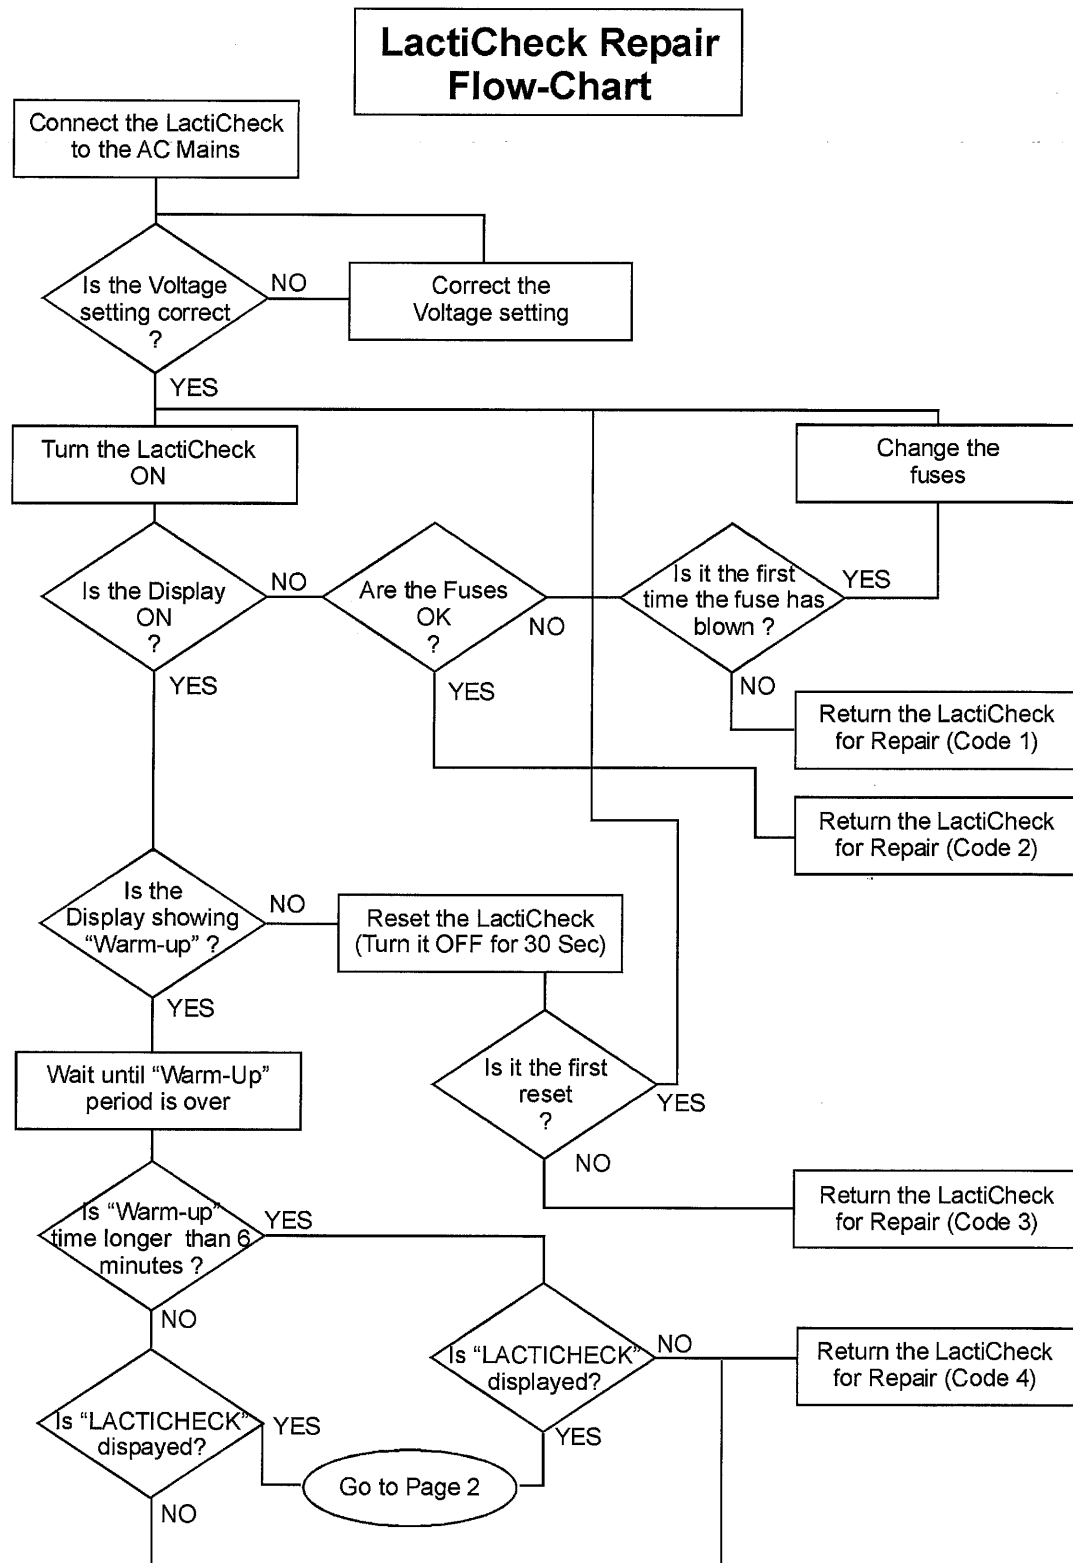 LactiCheck Repair
Flow-Chart
Connect the LactiCheck
to the AC Mains
Is the Voltage
setting correct
?
NO
Correct the
Voltage setting
YES
Turn the LactiCheck
ON
Change the
fuses
Is the Display
ON
?
NO
Are the Fuses
OK
?
NO
Is it the first
time the fuse has
blown ?
YES
YES
YES
NO
Return the LactiCheck
for Repair (Code 1)
Return the LactiCheck
for Repair (Code 2)
Is the
Display showing
“Warm-up” ?
NO
Reset the LactiCheck
(Turn it OFF for 30 Sec)
YES
Wait until “Warm-Up”
period is over
Is it the first
reset
?
YES
NO
Return the LactiCheck
for Repair (Code 3)
Is “Warm-up”
time longer than 6
minutes ?
YES
NO
Is “LACTICHECK”
displayed?
NO
Return the LactiCheck
for Repair (Code 4)
Is “LACTICHECK”
dispayed?
YES
YES
Go to Page 2
NO